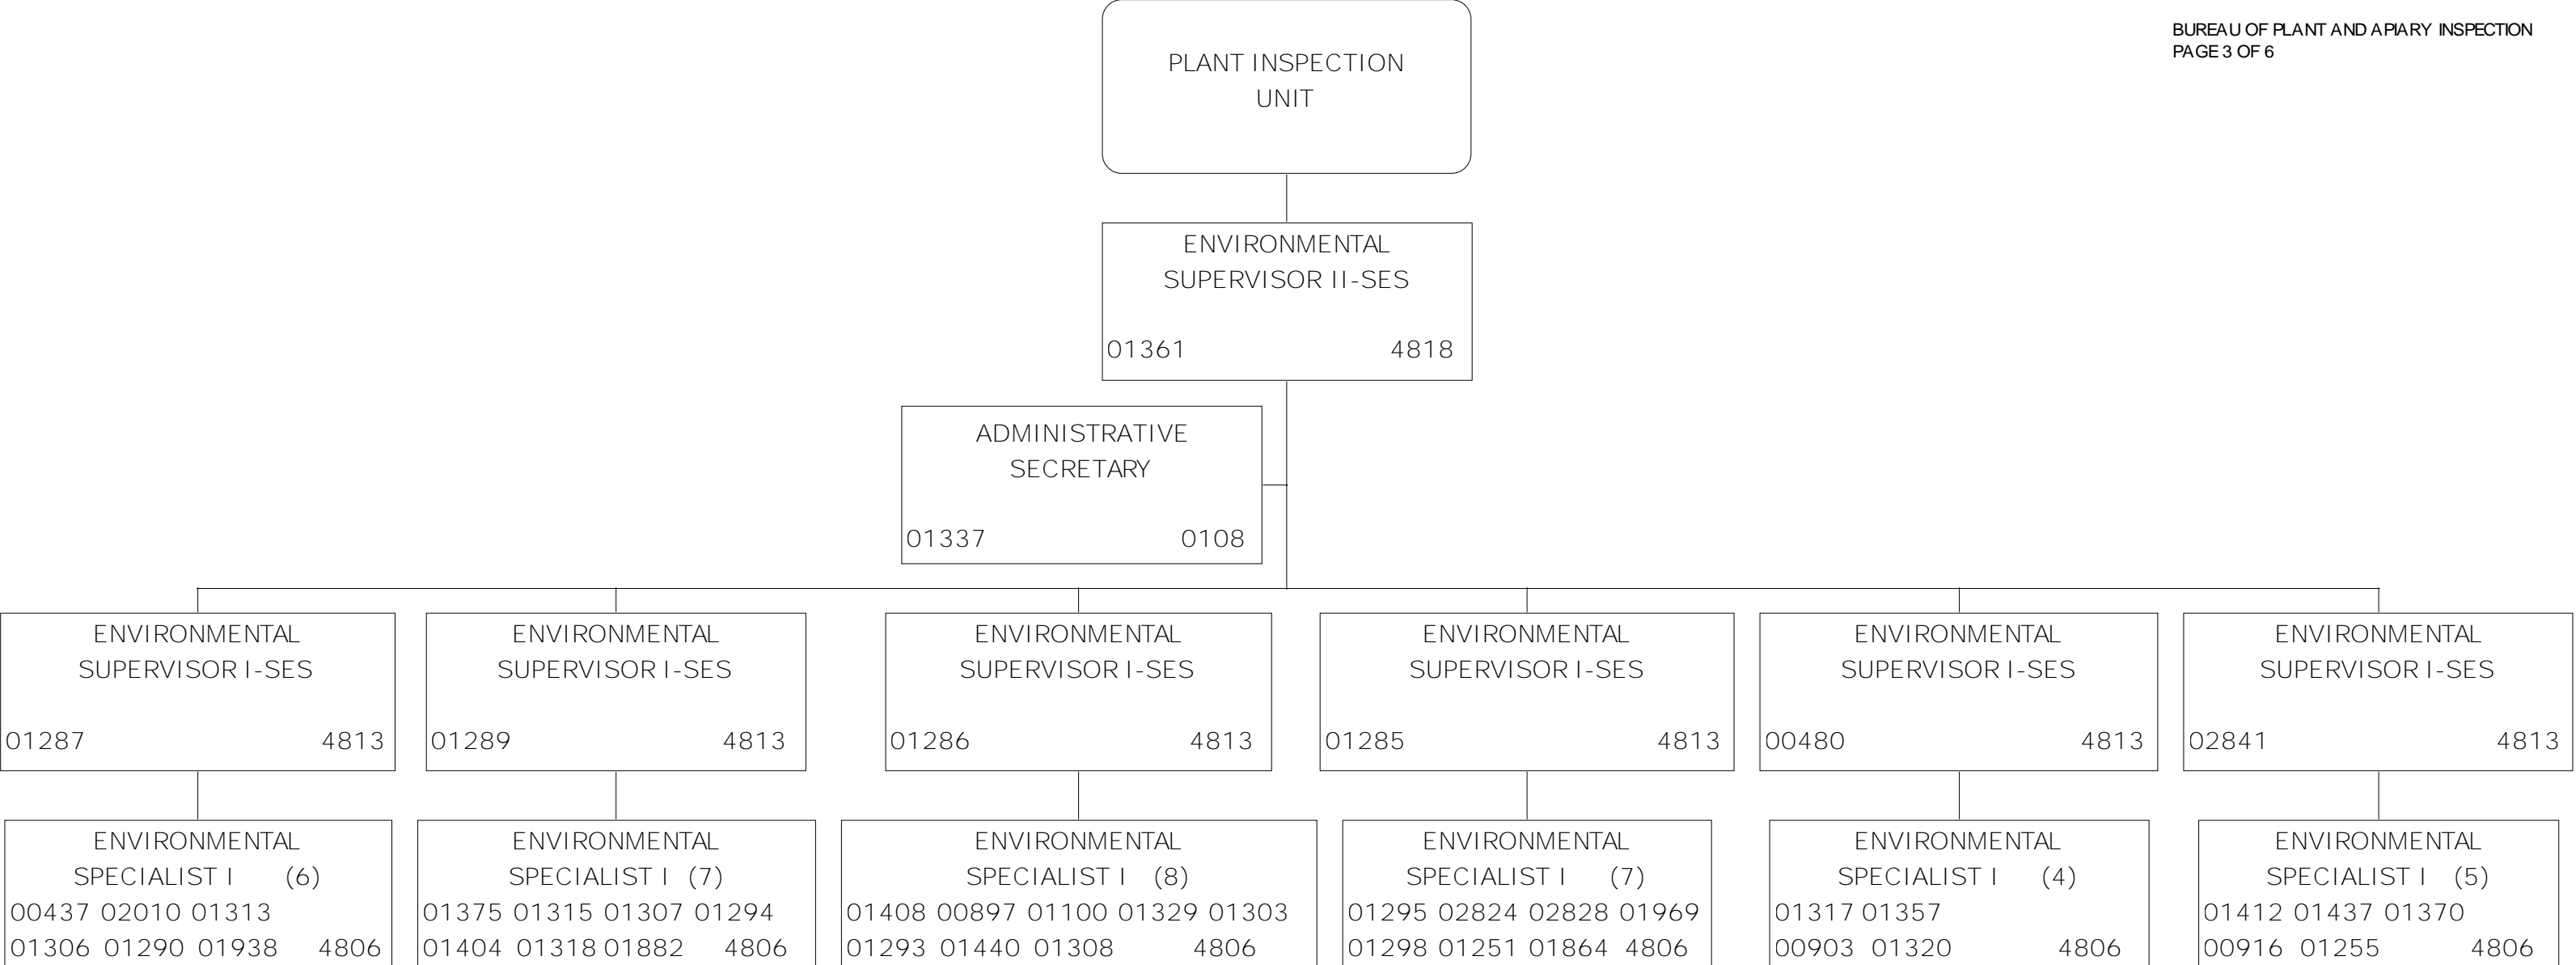 BUREAU OF PLANT AND APIARY INSPECTION
PAGE 3 OF 6
PLANT INSPECTION
UNIT
ENVIRONMENTAL
SUPERVISOR II-SES
01361 4818
ADMINISTRATIVE
SECRETARY
01337 0108
ENVIRONMENTAL
SUPERVISOR I-SES
01287 4813
ENVIRONMENTAL
SUPERVISOR I-SES
01289 4813
ENVIRONMENTAL
SUPERVISOR I-SES
01286 4813
ENVIRONMENTAL
SUPERVISOR I-SES
01285 4813
ENVIRONMENTAL
SUPERVISOR I-SES
00480 4813
ENVIRONMENTAL
SUPERVISOR I-SES
02841 4813
ENVIRONMENTAL
SPECIALIST I (6)
00437 02010 01313
01306 01290 01938 4806
ENVIRONMENTAL
SPECIALIST I (7)
01375 01315 01307 01294
01404 01318 01882 4806
ENVIRONMENTAL
SPECIALIST I (8)
01408 00897 01100 01329 01303
01293 01440 01308 4806
ENVIRONMENTAL
SPECIALIST I (7)
01295 02824 02828 01969
01298 01251 01864 4806
ENVIRONMENTAL
SPECIALIST I (4)
01317 01357
00903 01320 4806
ENVIRONMENTAL
SPECIALIST I (5)
01412 01437 01370
00916 01255 4806